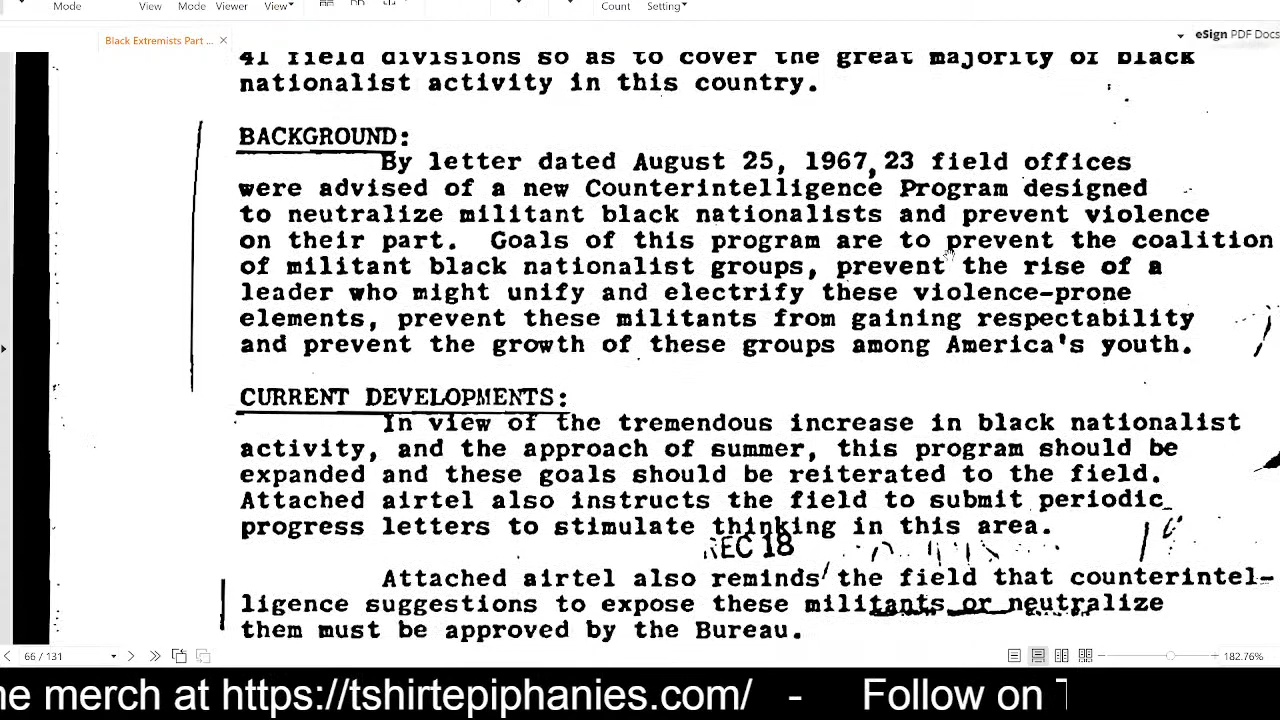 Mode
View
Mode
Viewer
View
Count
Setting
Black Extremists Part ...
eSign PDF Docs
41 field divisions so as to cover the great majority of black
nationalist activity in this country.
BACKGROUND:
By letter dated August 25, 1967, 23 field offices
were advised of a new Counterintelligence Program designed
to neutralize militant black nationalists and prevent violence
on their part. Goals of this program are to prevent the coalition
of militant black nationalist groups, prevent the rise of a
leader who might unify and electrify these violence-prone
elements, prevent these militants from gaining respectability
and prevent the growth of these groups among America's youth.
CURRENT DEVELOPMENTS:
In view of the tremendous increase in black nationalist
activity, and the approach of summer, this program should be
expanded and these goals should be reiterated to the field.
Attached airtel also instructs the field to submit periodic
progress letters to stimulate thinking in this area.
REC 18
Attached airtel also reminds the field that counterintel-
ligence suggestions to expose these militants or neutralize
them must be approved by the Bureau.
66 / 131
182.76%
he merch at https://tshirtepiphanies.com/ - Follow on